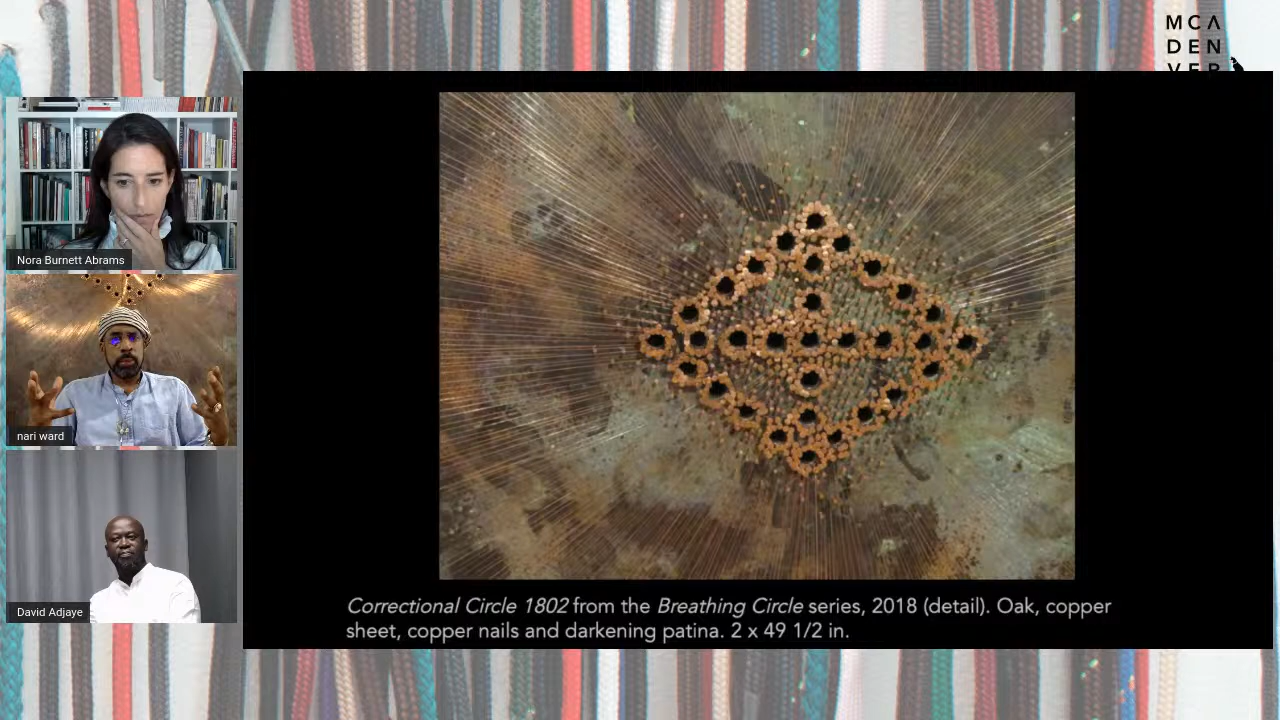 MCA
DEN
VER
Nora Burnett Abrams
nari ward
David Adjaye
Correctional Circle 1802 from the Breathing Circle series, 2018 (detail). Oak, copper
sheet, copper nails and darkening patina. 2 x 49 1/2 in.